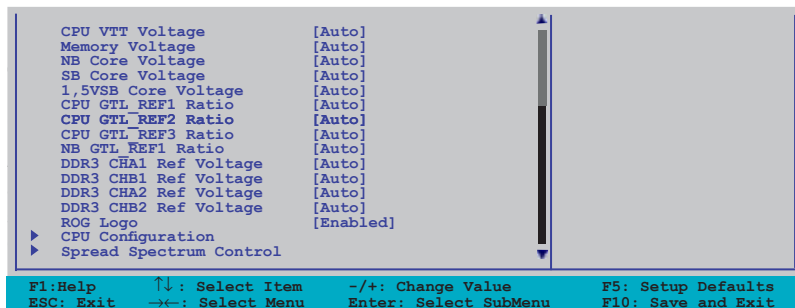 CPU VTT Voltage [Auto]
Memory Voltage [Auto]
NB Core Voltage [Auto]
SB Core Voltage [Auto]
1,5VSB Core Voltage [Auto]
CPU GTL_REF1 Ratio [Auto]
CPU GTL_REF2 Ratio [Auto]
CPU GTL_REF3 Ratio [Auto]
NB GTL_REF1 Ratio [Auto]
DDR3 CHA1 Ref Voltage [Auto]
DDR3 CHB1 Ref Voltage [Auto]
DDR3 CHA2 Ref Voltage [Auto]
DDR3 CHB2 Ref Voltage [Auto]
ROG Logo [Enabled]
CPU Configuration
Spread Spectrum Control
F1:Help ↑↓ : Select Item -/+: Change Value F5: Setup Defaults
ESC: Exit →←: Select Menu Enter: Select SubMenu F10: Save and Exit